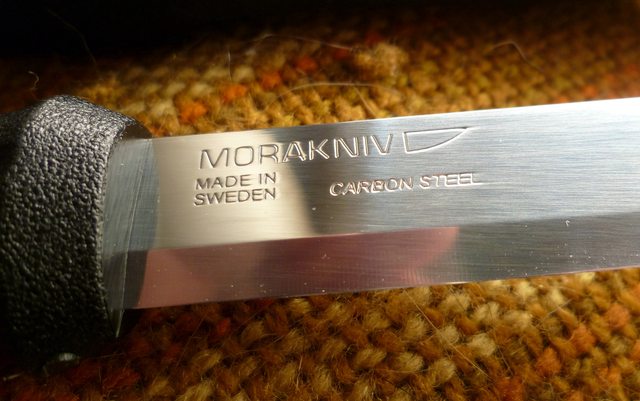 MORAKNIV
MADE IN
SWEDEN
CARBON STEEL